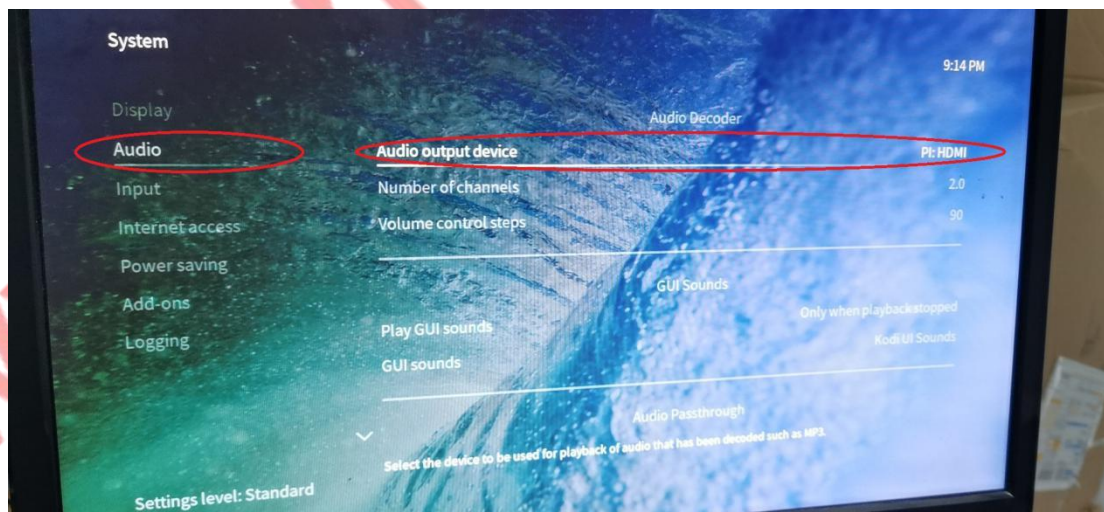 System
9:14 PM
Display
Audio
Input
Internet access
Power saving
Add-ons
Logging
Audio Decoder
Audio output device PI: HDMI
Number of channels 2.0
Volume control steps 90
GUI Sounds
Play GUI sounds Only when playback stopped
GUI sounds Kodi UI Sounds
Audio Passthrough
Select the device to be used for playback of audio that has been decoded such as MP3.
Settings level: Standard